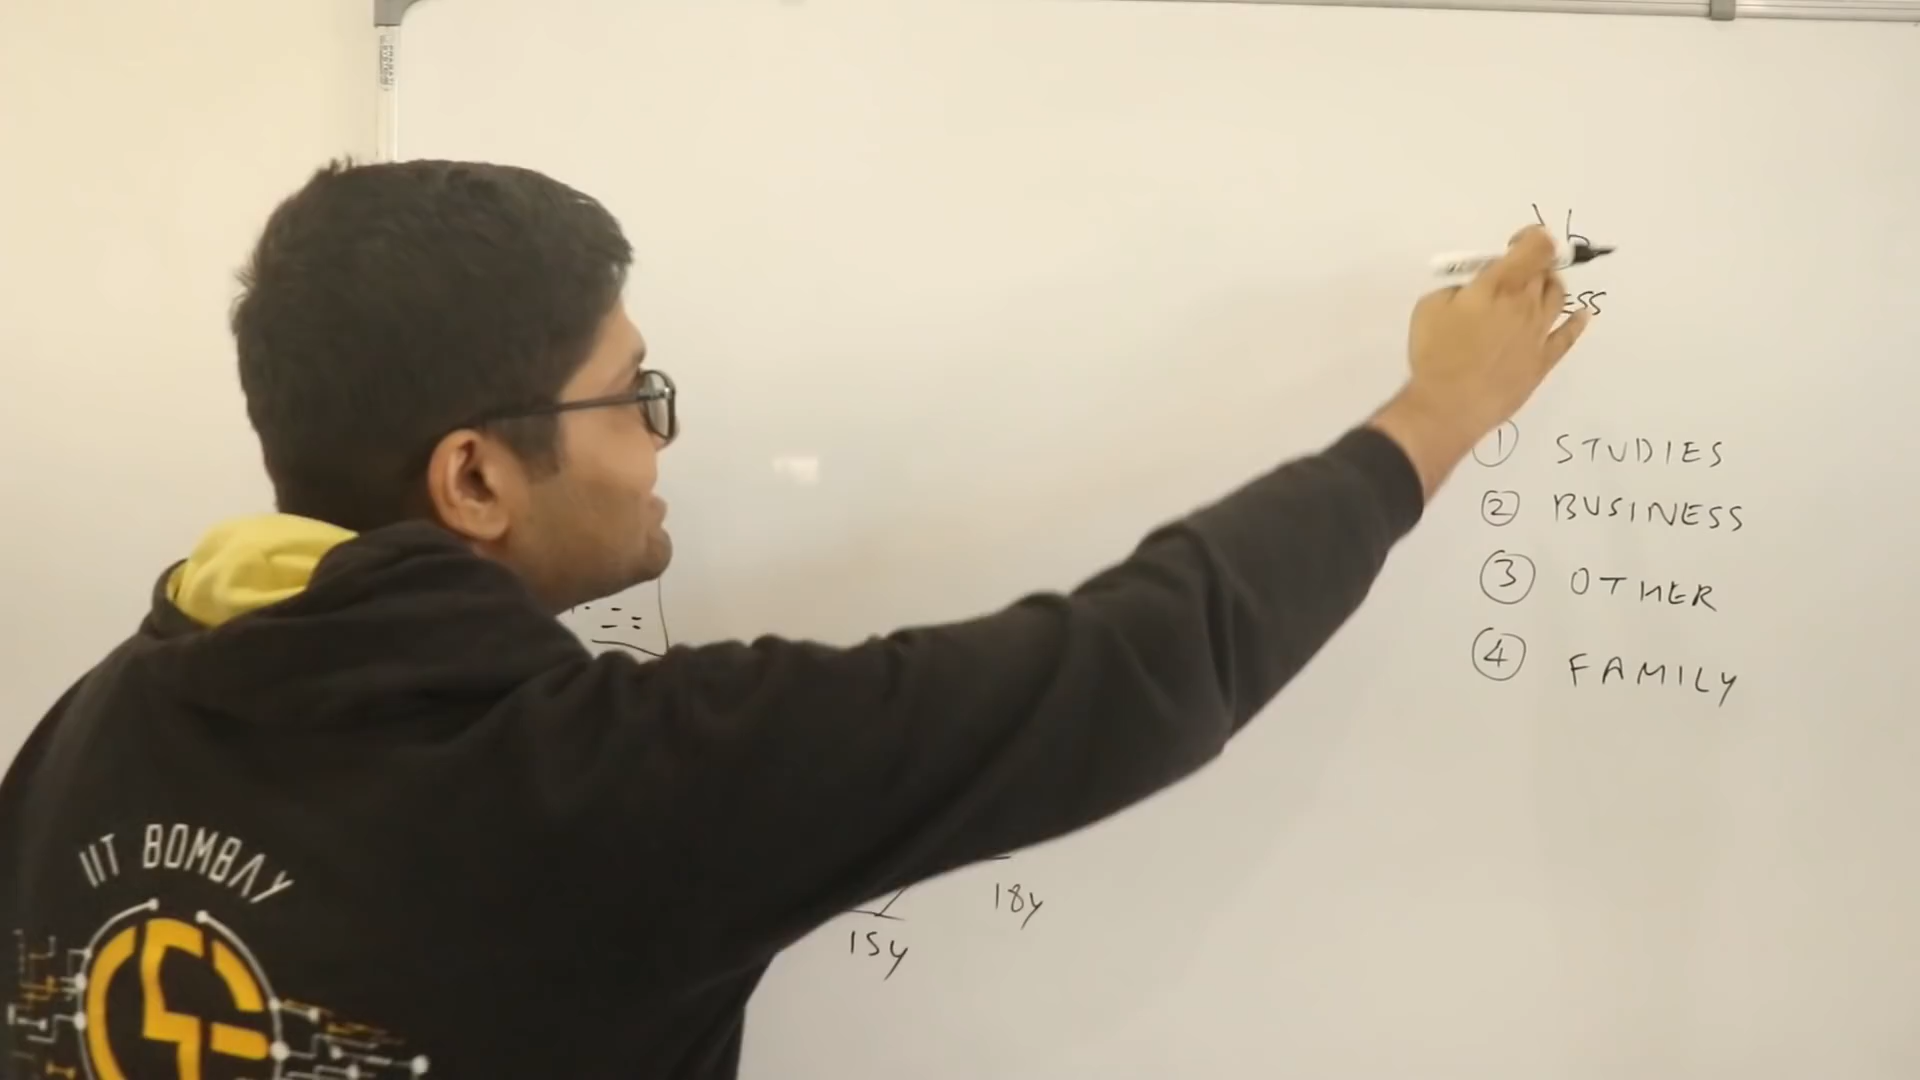 ① STUDIES
② BUSINESS
③ OTHER
④ FAMILY
18y
15y
IIT BOMBAY